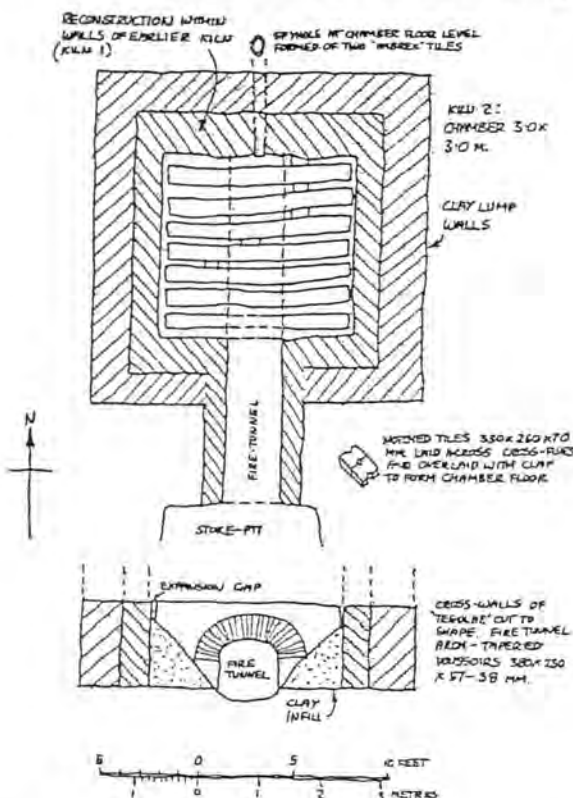 RECONSTRUCTION WITHIN
WALLS OF EARLIER KILN
(KILN 1)
SPYHOLE AT CHAMBER FLOOR LEVEL
FORMED OF TWO "IMBREX" TILES
KILN 2:
CHAMBER 3.0 X
3.0 M.
CLAY LUMP
WALLS
FIRE-TUNNEL
N
NOTCHED TILES 330 X 260 X 70
MM LAID ACROSS CROSS-FLUES
AND OVERLAID WITH CLAY
TO FORM CHAMBER FLOOR
STOKE-PIT
EXPANSION GAP
CROSS-WALLS OF
"TEGULAE" CUT TO
SHAPE. FIRE TUNNEL
ARCH - TAPERED
VOUSSOIRS 380 X 250
X 57-38 MM.
FIRE
TUNNEL
CLAY
INFILL
5 0 5 10 FEET
1 0 1 2 3 METRES